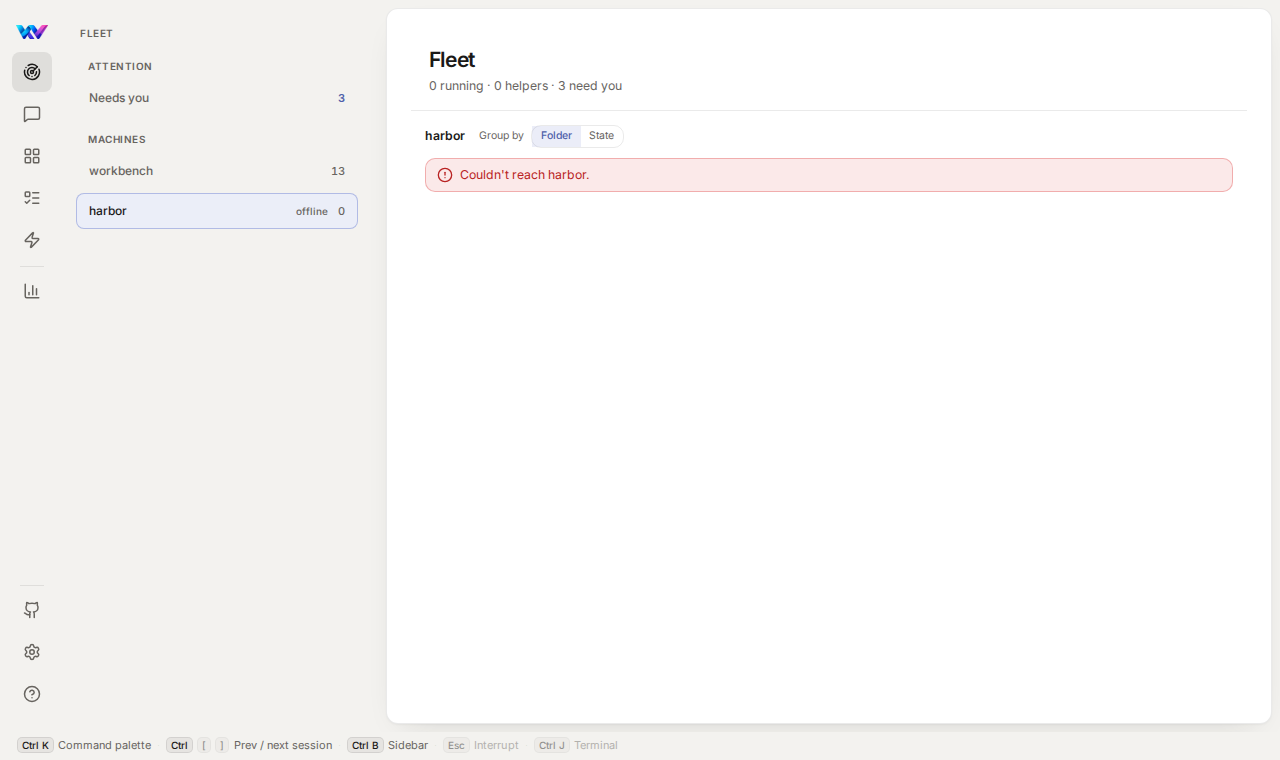 FLEET
ATTENTION
Needs you 3
MACHINES
workbench 13
harbor offline 0
Fleet
0 running · 0 helpers · 3 need you
harbor Group by Folder State
Couldn't reach harbor.
Ctrl K Command palette Ctrl [ ] Prev / next session Ctrl B Sidebar Esc Interrupt Ctrl J Terminal